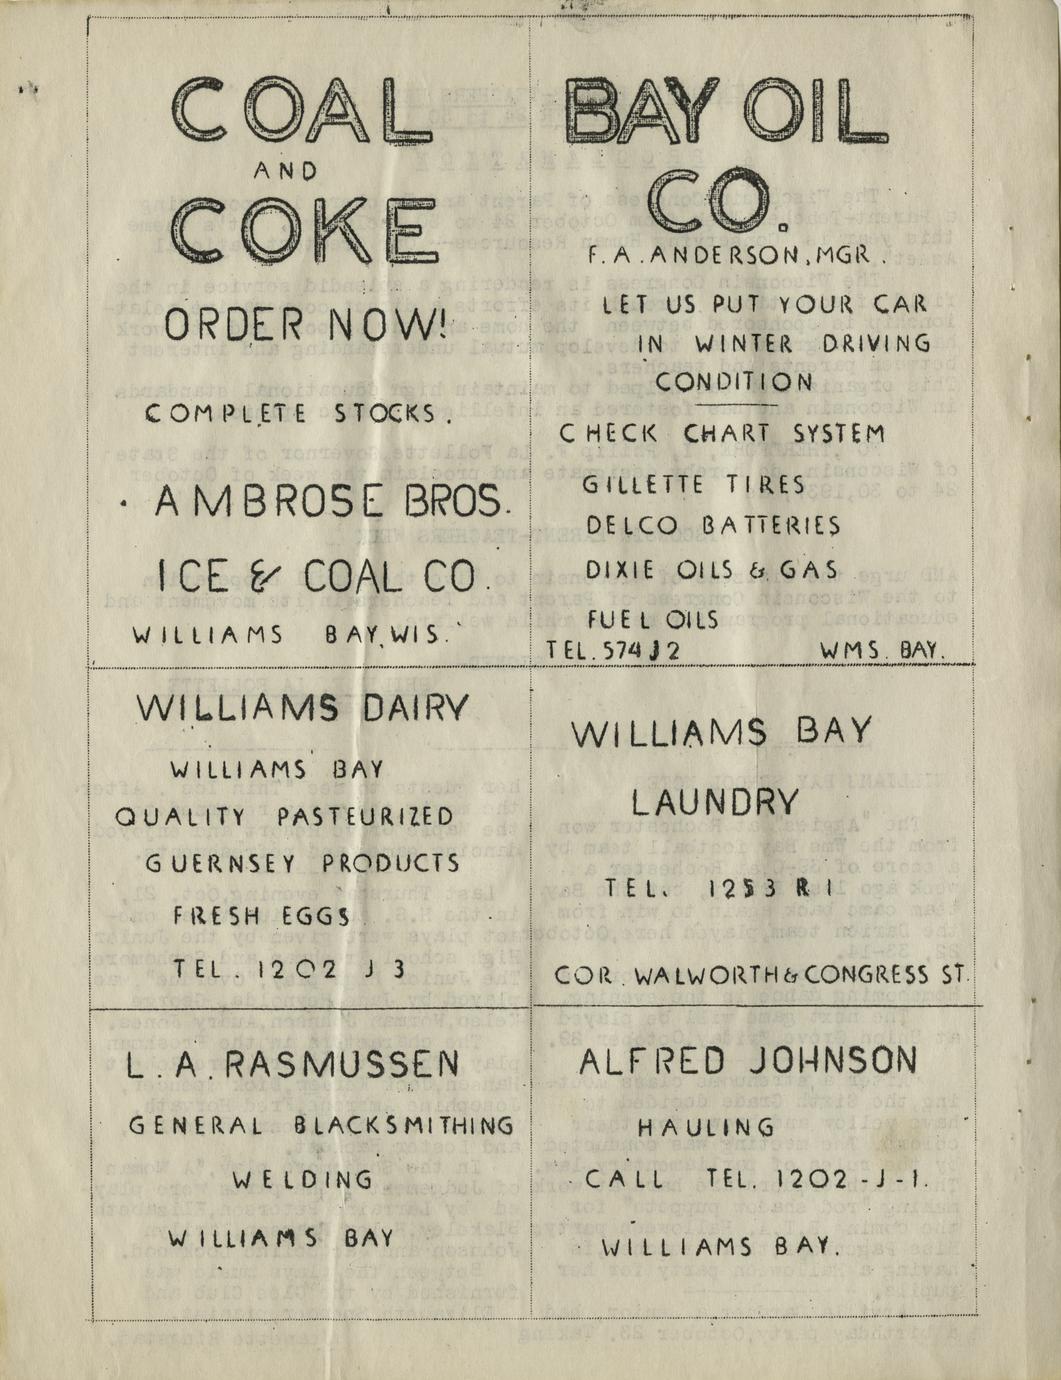 COAL
AND
COKE
ORDER NOW!
COMPLETE STOCKS.
AMBROSE BROS.
ICE & COAL CO.
WILLIAMS BAY, WIS.
BAY OIL
CO.
F.A. ANDERSON, MGR.
LET US PUT YOUR CAR
IN WINTER DRIVING
CONDITION
CHECK CHART SYSTEM
GILLETTE TIRES
DELCO BATTERIES
DIXIE OILS & GAS
FUEL OILS
TEL. 574 J 2 WMS. BAY.
WILLIAMS DAIRY
WILLIAMS BAY
QUALITY PASTEURIZED
GUERNSEY PRODUCTS
FRESH EGGS
TEL. 1202 J 3
WILLIAMS BAY
LAUNDRY
TEL. 1253 R 1
COR. WALWORTH & CONGRESS ST.
L.A. RASMUSSEN
GENERAL BLACKSMITHING
WELDING
WILLIAMS BAY
ALFRED JOHNSON
HAULING
CALL TEL. 1202-J-1.
WILLIAMS BAY.